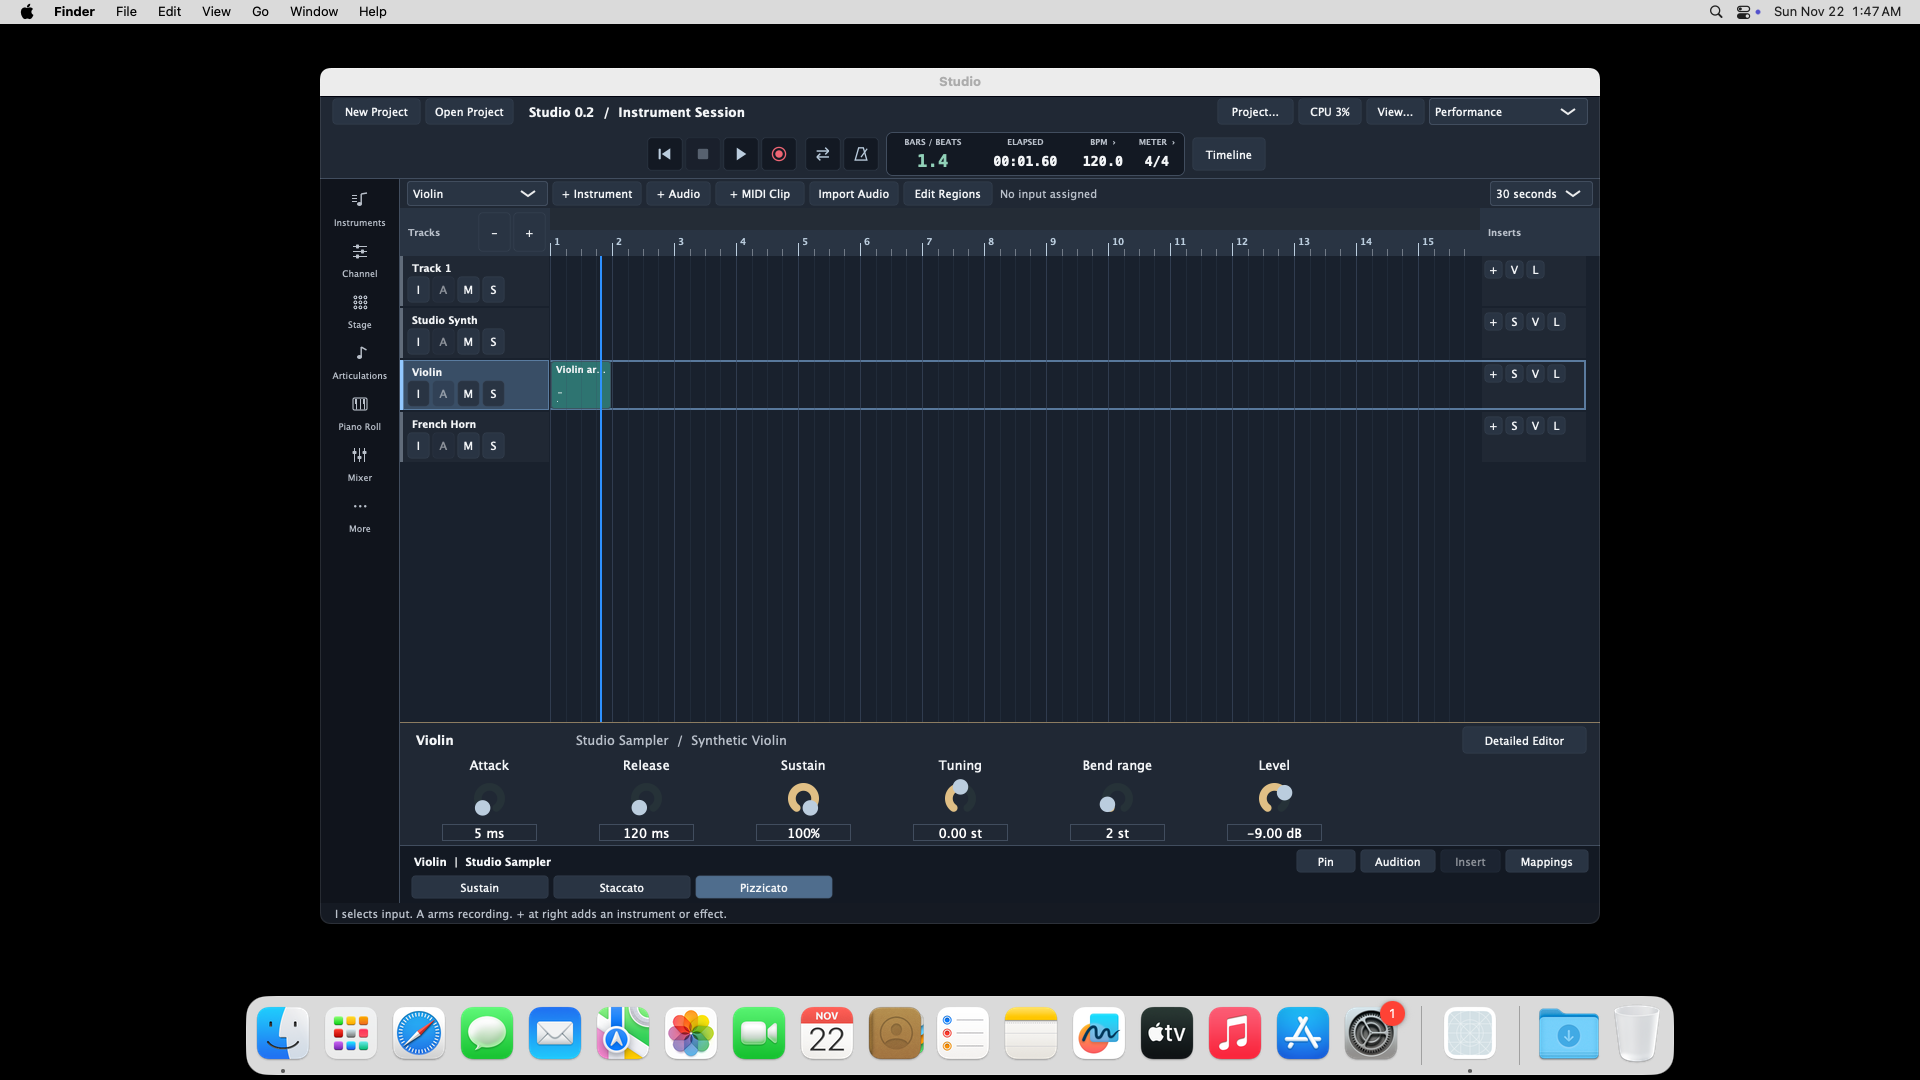 Finder File Edit View Go Window Help Sun Nov 22 1:47 AM
Studio
New Project Open Project Studio 0.2 / Instrument Session Project... CPU 3% View... Performance
BARS / BEATS ELAPSED BPM › METER ›
1.4 00:01.60 120.0 4/4 Timeline
Violin + Instrument + Audio + MIDI Clip Import Audio Edit Regions No input assigned 30 seconds
Instruments
Tracks - + 1 2 3 4 5 6 7 8 9 10 11 12 13 14 15 Inserts
Track 1 + V L
I A M S
Channel
Studio Synth + S V L
Stage
I A M S
Violin Violin ar... + S V L
Articulations
I A M S
French Horn + S V L
Piano Roll
I A M S
Mixer
More
Violin Studio Sampler / Synthetic Violin Detailed Editor
Attack Release Sustain Tuning Bend range Level
5 ms 120 ms 100% 0.00 st 2 st -9.00 dB
Violin | Studio Sampler Pin Audition Insert Mappings
Sustain Staccato Pizzicato
I selects input. A arms recording. + at right adds an instrument or effect.
NOV
22
tv
1